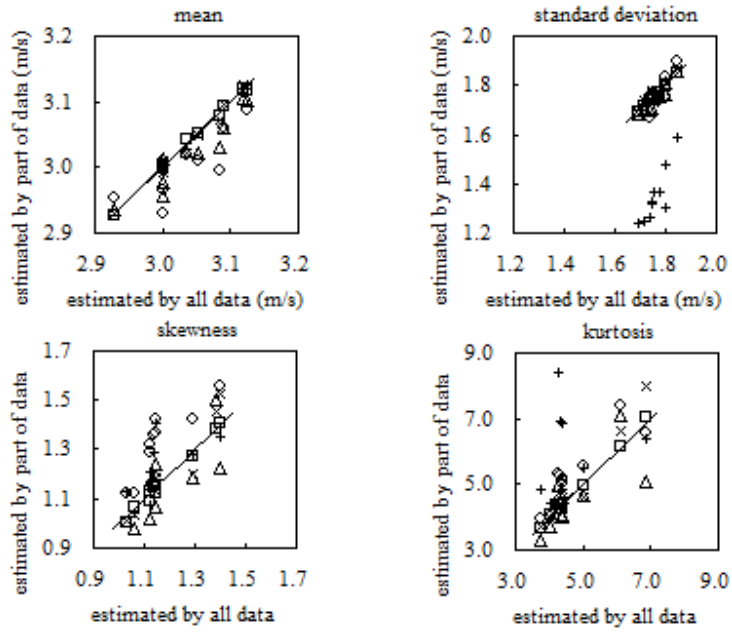 mean
estimated by part of data (m/s)
3.2
3.1
3.0
2.9
2.9 3.0 3.1 3.2
estimated by all data (m/s)
standard deviation
estimated by part of data (m/s)
2.0
1.8
1.6
1.4
1.2
1.2 1.4 1.6 1.8 2.0
estimated by all data (m/s)
skewness
estimated by part of data
1.7
1.5
1.3
1.1
0.9
0.9 1.1 1.3 1.5 1.7
estimated by all data
kurtosis
estimated by part of data
9.0
7.0
5.0
3.0
3.0 5.0 7.0 9.0
estimated by all data